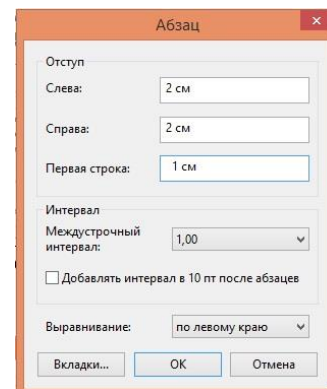 Абзац
Отступ
Слева: 2 см
Справа: 2 см
Первая строка: 1 см
Интервал
Междустрочный
интервал: 1,00
Добавлять интервал в 10 пт после абзацев
Выравнивание: по левому краю
Вкладки... ОК Отмена